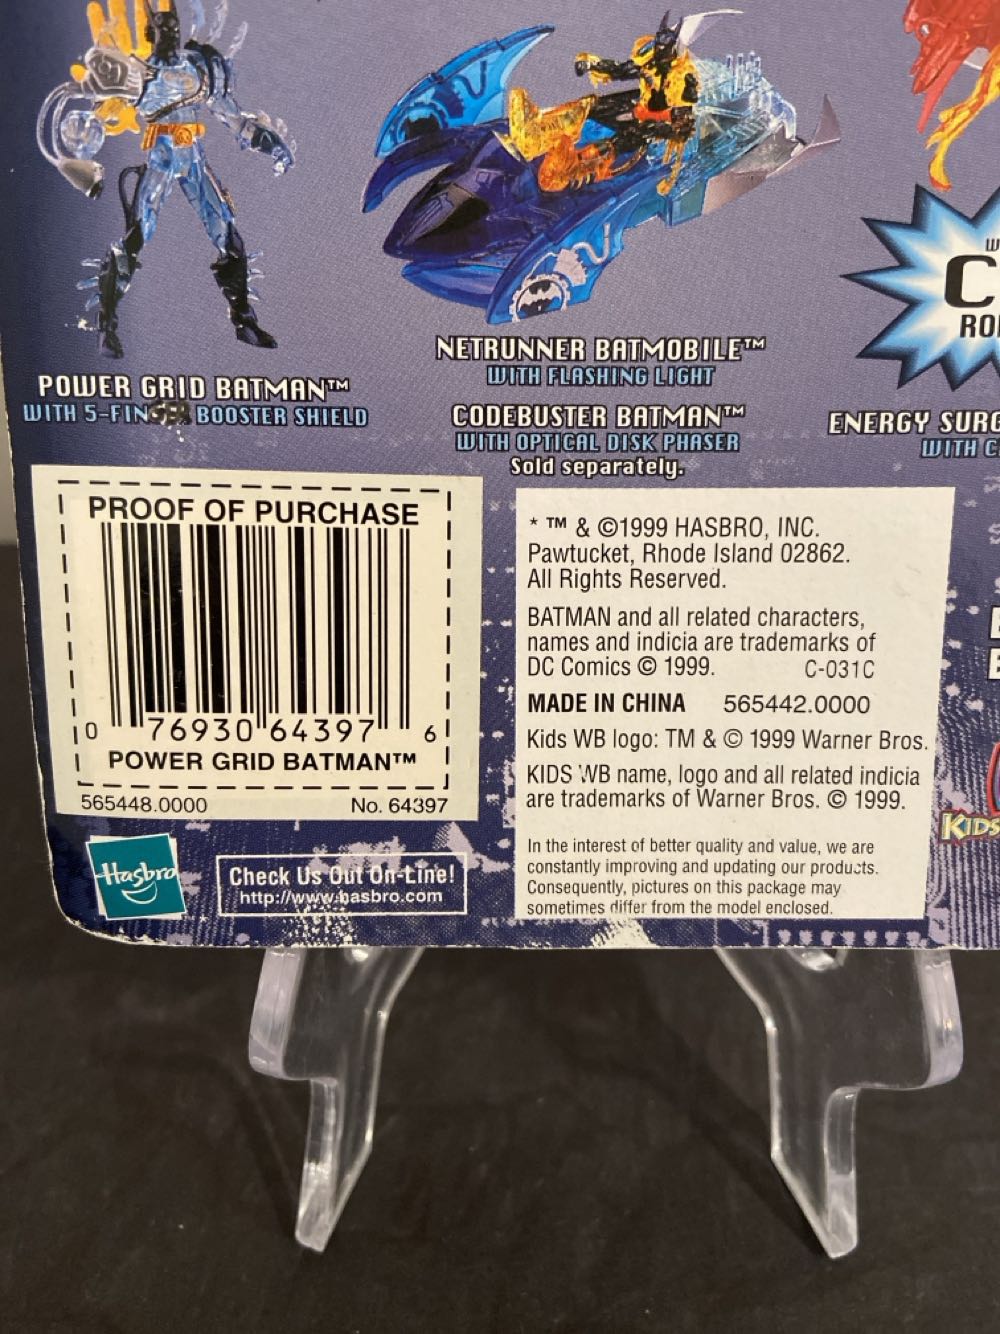 POWER GRID BATMAN™
WITH 5-FINGER BOOSTER SHIELD
NETRUNNER BATMOBILE™
WITH FLASHING LIGHT
CODEBUSTER BATMAN™
WITH OPTICAL DISK PHASER
Sold separately.
ENERGY SURG
WITH C
PROOF OF PURCHASE
0 76930 64397 6
POWER GRID BATMAN™
565448.0000 No. 64397
Hasbro
Check Us Out On-Line!
http://www.hasbro.com
* ™ & ©1999 HASBRO, INC.
Pawtucket, Rhode Island 02862.
All Rights Reserved.
BATMAN and all related characters,
names and indicia are trademarks of
DC Comics © 1999. C-031C
MADE IN CHINA 565442.0000
Kids WB logo: TM & © 1999 Warner Bros.
KIDS WB name, logo and all related indicia
are trademarks of Warner Bros. © 1999.
In the interest of better quality and value, we are
constantly improving and updating our products.
Consequently, pictures on this package may
sometimes differ from the model enclosed.
KIDS